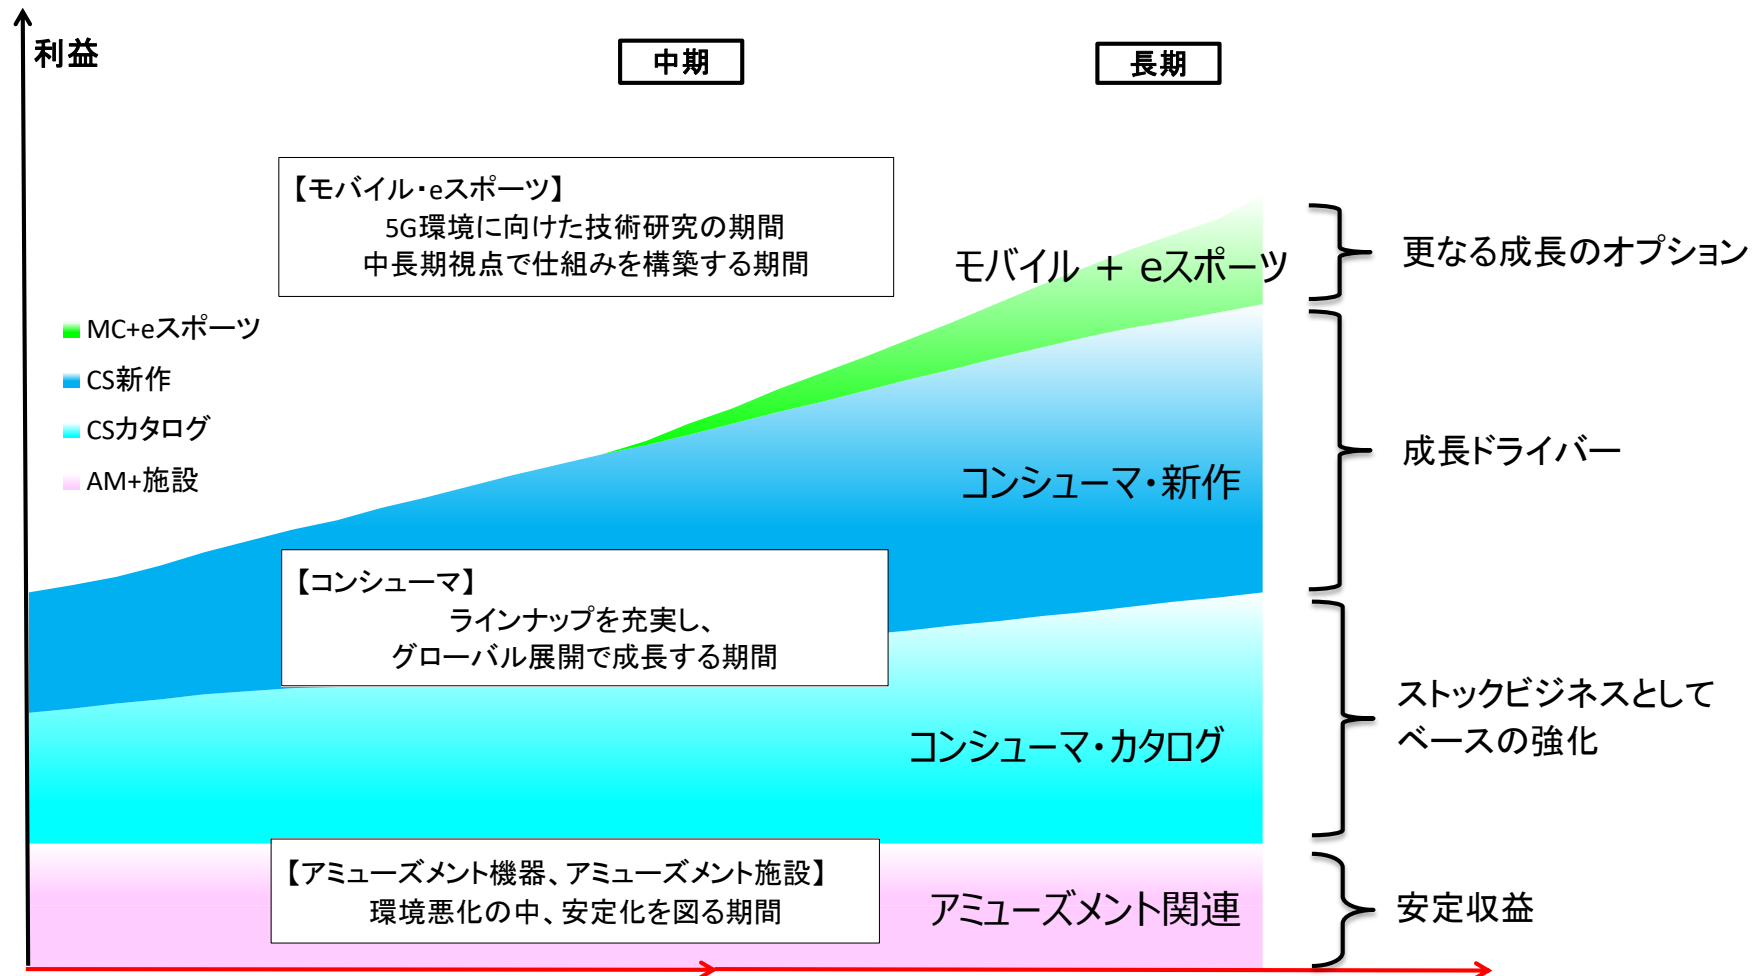 利益
中期
長期
【モバイル・eスポーツ】
5G環境に向けた技術研究の期間
中長期視点で仕組みを構築する期間
モバイル + eスポーツ
更なる成長のオプション
MC+eスポーツ
CS新作
CSカタログ
AM+施設
コンシューマ・新作
成長ドライバー
【コンシューマ】
ラインナップを充実し、
グローバル展開で成長する期間
コンシューマ・カタログ
ストックビジネスとして
ベースの強化
【アミューズメント機器、アミューズメント施設】
環境悪化の中、安定化を図る期間
アミューズメント関連
安定収益